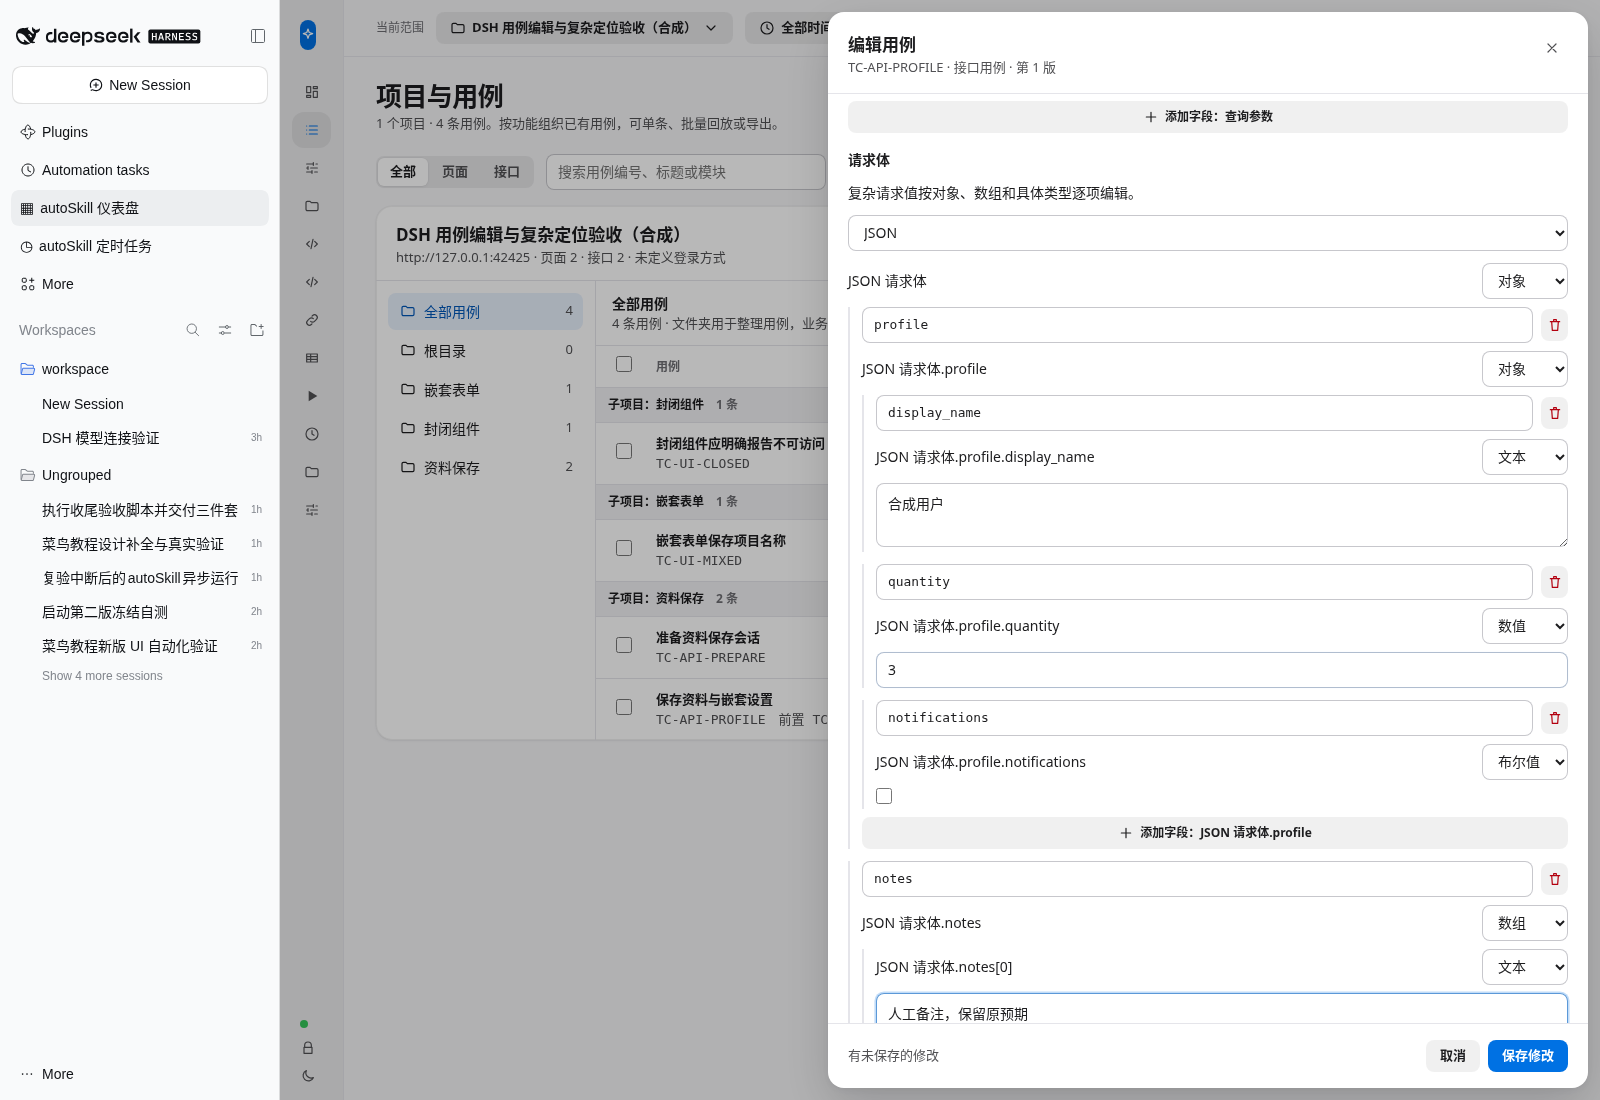 deepseek HARNESS
New Session
Plugins
Automation tasks
autoSkill 仪表盘
autoSkill 定时任务
More
Workspaces
workspace
New Session
DSH 模型连接验证 3h
Ungrouped
执行收尾验收脚本并交付三件套 1h
菜鸟教程设计补全与真实验证 1h
复验中断后的autoSkill异步运行 1h
启动第二版冻结自测 2h
菜鸟教程新版 UI 自动化验证 2h
Show 4 more sessions
More
当前范围
DSH 用例编辑与复杂定位验收（合成）
全部时间
项目与用例
1 个项目 · 4 条用例。按功能组织已有用例，可单条、批量回放或导出。
全部 页面 接口
搜索用例编号、标题或模块
DSH 用例编辑与复杂定位验收（合成）
http://127.0.0.1:42425 · 页面 2 · 接口 2 · 未定义登录方式
全部用例 4
根目录 0
嵌套表单 1
封闭组件 1
资料保存 2
全部用例
4 条用例 · 文件夹用于整理用例，业务
用例
子项目：封闭组件 1 条
封闭组件应明确报告不可访问
TC-UI-CLOSED
子项目：嵌套表单 1 条
嵌套表单保存项目名称
TC-UI-MIXED
子项目：资料保存 2 条
准备资料保存会话
TC-API-PREPARE
保存资料与嵌套设置
TC-API-PROFILE 前置 TC
编辑用例
TC-API-PROFILE · 接口用例 · 第 1 版
添加字段：查询参数
请求体
复杂请求值按对象、数组和具体类型逐项编辑。
JSON
JSON 请求体 对象
profile
JSON 请求体.profile 对象
display_name
JSON 请求体.profile.display_name 文本
合成用户
quantity
JSON 请求体.profile.quantity 数值
3
notifications
JSON 请求体.profile.notifications 布尔值
添加字段：JSON 请求体.profile
notes
JSON 请求体.notes 数组
JSON 请求体.notes[0] 文本
人工备注，保留原预期
有未保存的修改
取消 保存修改